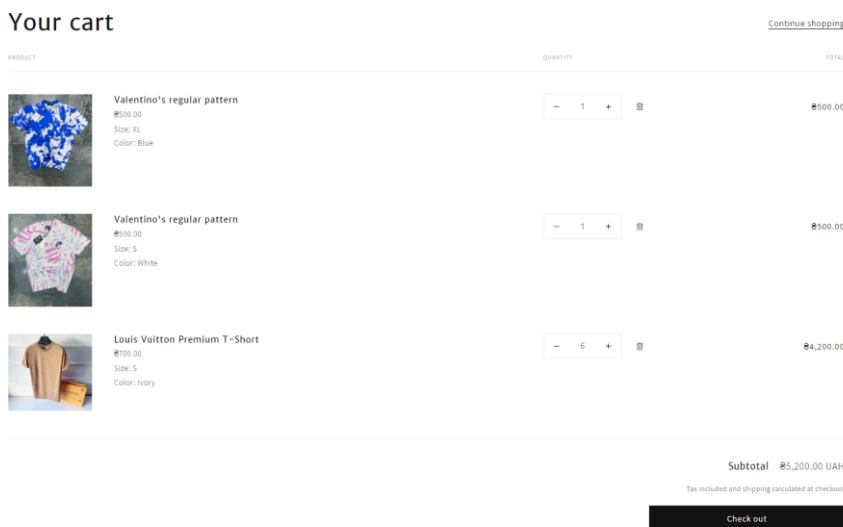 Your cart
Continue shopping
PRODUCT QUANTITY TOTAL
Valentino's regular pattern
₴500.00
Size: XL
Color: Blue
− 1 +
₴500.00
Valentino's regular pattern
₴500.00
Size: S
Color: White
− 1 +
₴500.00
Louis Vuitton Premium T-Short
₴700.00
Size: S
Color: Ivory
− 6 +
₴4,200.00
Subtotal ₴5,200.00 UAH
Tax included and shipping calculated at checkout
Check out